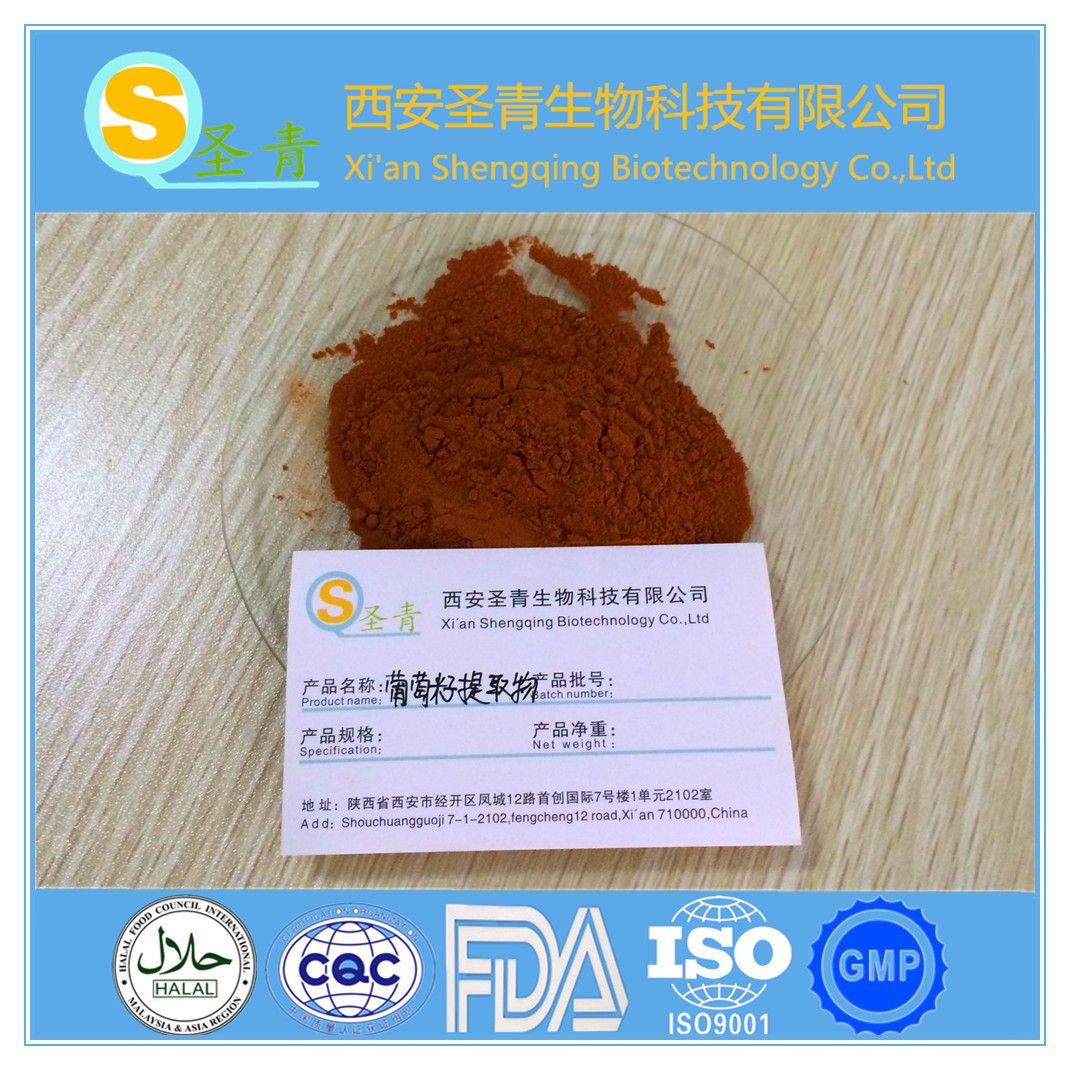 S
圣青
西安圣青生物科技有限公司
Xi'an Shengqing Biotechnology Co.,Ltd
S
圣青
西安圣青生物科技有限公司
Xi´an Shengqing Biotechnology Co.,Ltd
产品名称: 葡萄籽提取物 产品批号:
Product name: Batch number:
产品规格: 产品净重:
Specification: Net weight :
地址: 陕西省西安市经开区凤城12路首创国际7号楼1单元2102室
Add: Shouchuangguoji 7-1-2102,fengcheng12 road,Xi´an 710000,China
HALAL FOOD COUNCIL INTERNATIONAL
حلال
HALAL
MALAYSIA & ASIA REGION
CERTIFICATION ORGANIZATION
CQC
FDA
ISO
ISO9001
GMP